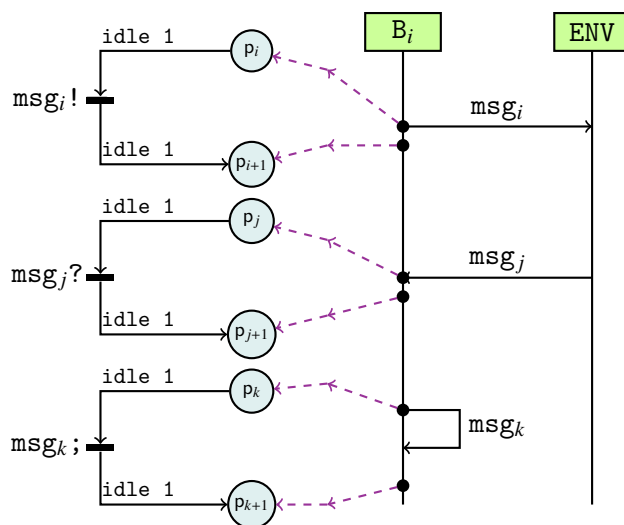 B_i ENV
idle 1 p_i
msg_i! msg_i
idle 1 p_{i+1}
idle 1 p_j
msg_j? msg_j
idle 1 p_{j+1}
idle 1 p_k
msg_k; msg_k
idle 1 p_{k+1}